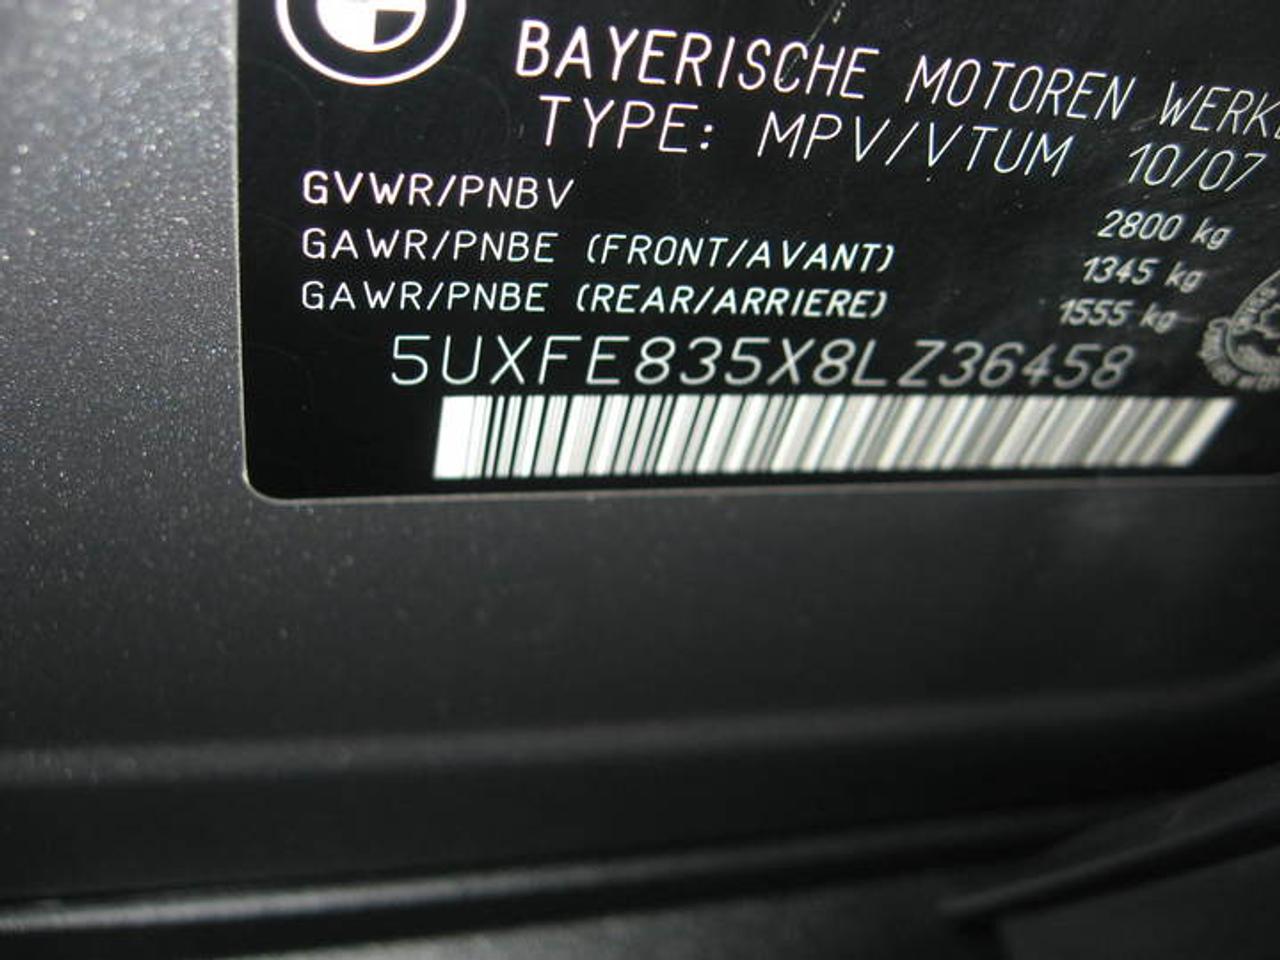 BAYERISCHE MOTOREN WERK
TYPE: MPV/VTUM 10/07
GVWR/PNBV 2800 kg
GAWR/PNBE (FRONT/AVANT) 1345 kg
GAWR/PNBE (REAR/ARRIERE) 1555 kg
5UXFE835X8LZ36458